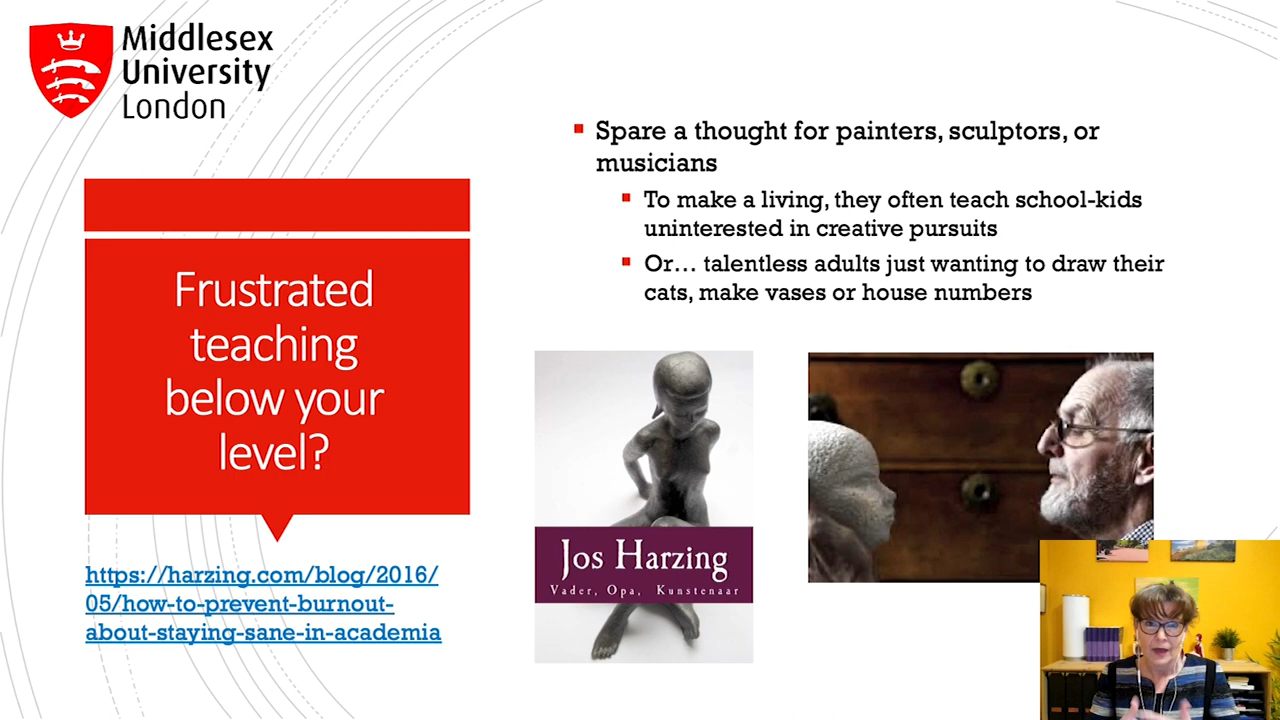 Middlesex
University
London
Frustrated
teaching
below your
level?
https://harzing.com/blog/2016/
05/how-to-prevent-burnout-
about-staying-sane-in-academia
Spare a thought for painters, sculptors, or
musicians
To make a living, they often teach school-kids
uninterested in creative pursuits
Or... talentless adults just wanting to draw their
cats, make vases or house numbers
Jos Harzing
Vader, Opa, Kunstenaar